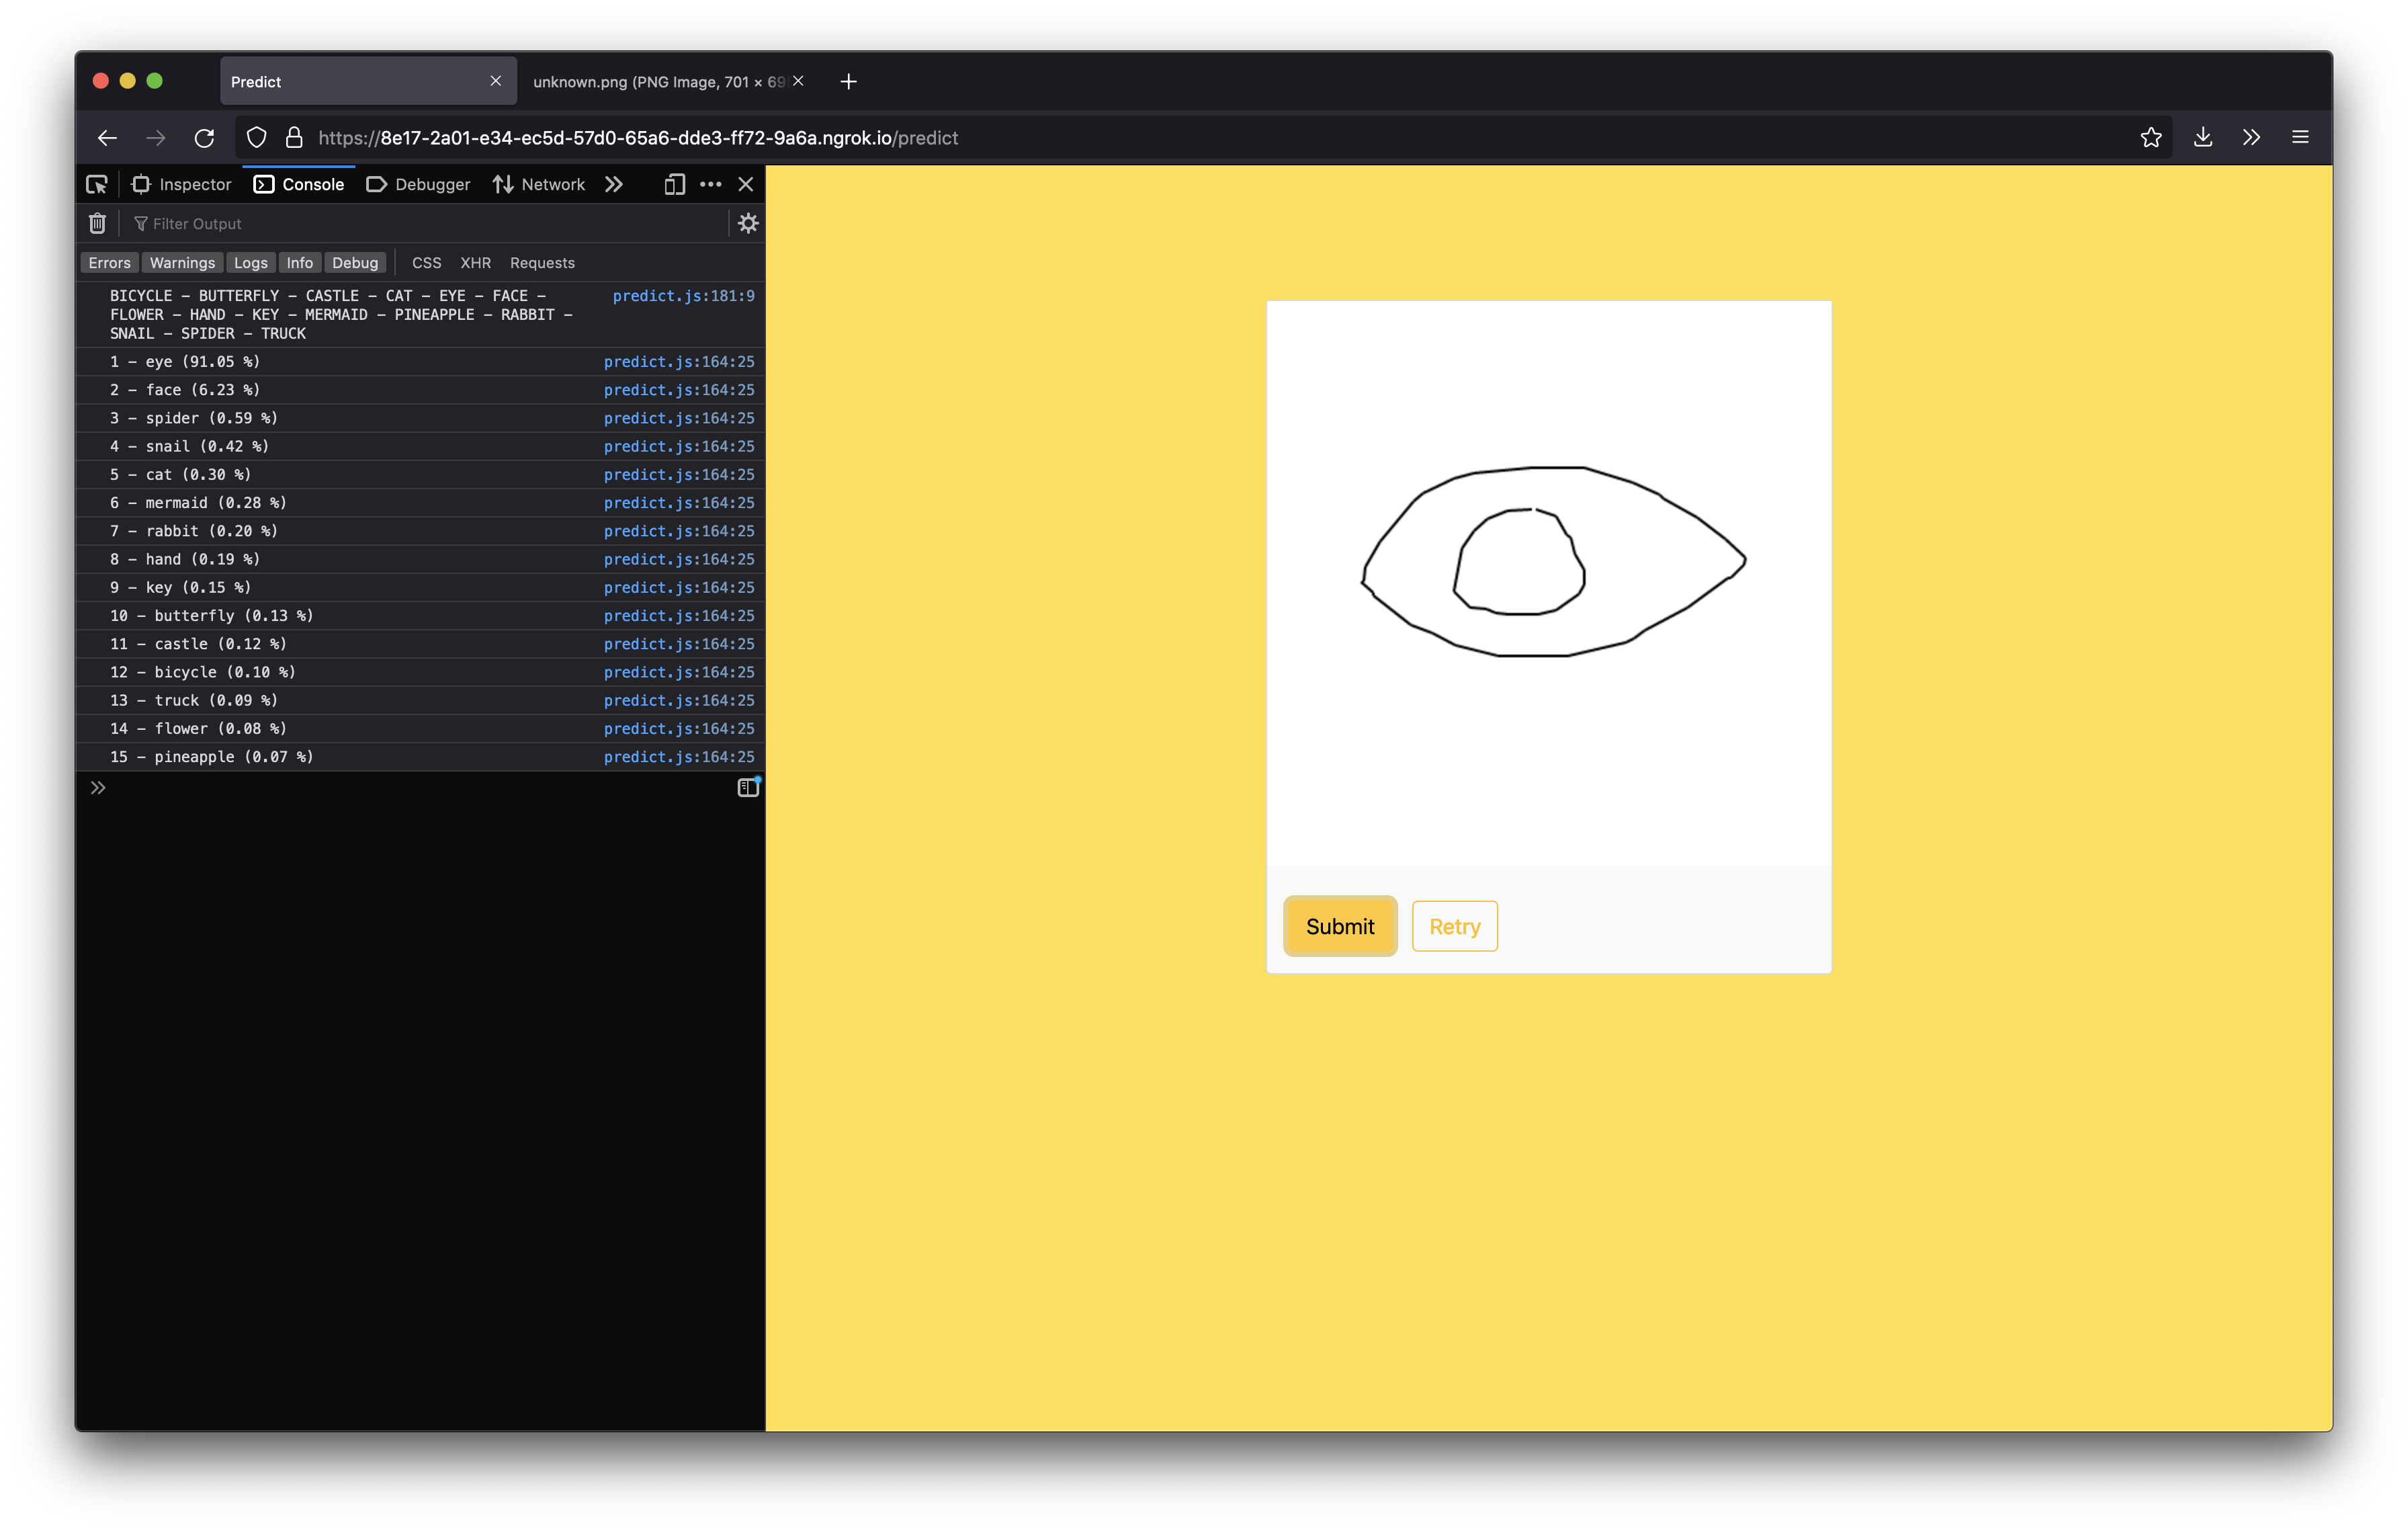 Predict
unknown.png (PNG Image, 701 × 69
https://8e17-2a01-e34-ec5d-57d0-65a6-dde3-ff72-9a6a.ngrok.io/predict
Inspector Console Debugger Network
Filter Output
Errors Warnings Logs Info Debug CSS XHR Requests
BICYCLE - BUTTERFLY - CASTLE - CAT - EYE - FACE - predict.js:181:9
FLOWER - HAND - KEY - MERMAID - PINEAPPLE - RABBIT -
SNAIL - SPIDER - TRUCK
1 - eye (91.05 %) predict.js:164:25
2 - face (6.23 %) predict.js:164:25
3 - spider (0.59 %) predict.js:164:25
4 - snail (0.42 %) predict.js:164:25
5 - cat (0.30 %) predict.js:164:25
6 - mermaid (0.28 %) predict.js:164:25
7 - rabbit (0.20 %) predict.js:164:25
8 - hand (0.19 %) predict.js:164:25
9 - key (0.15 %) predict.js:164:25
10 - butterfly (0.13 %) predict.js:164:25
11 - castle (0.12 %) predict.js:164:25
12 - bicycle (0.10 %) predict.js:164:25
13 - truck (0.09 %) predict.js:164:25
14 - flower (0.08 %) predict.js:164:25
15 - pineapple (0.07 %) predict.js:164:25
Submit Retry